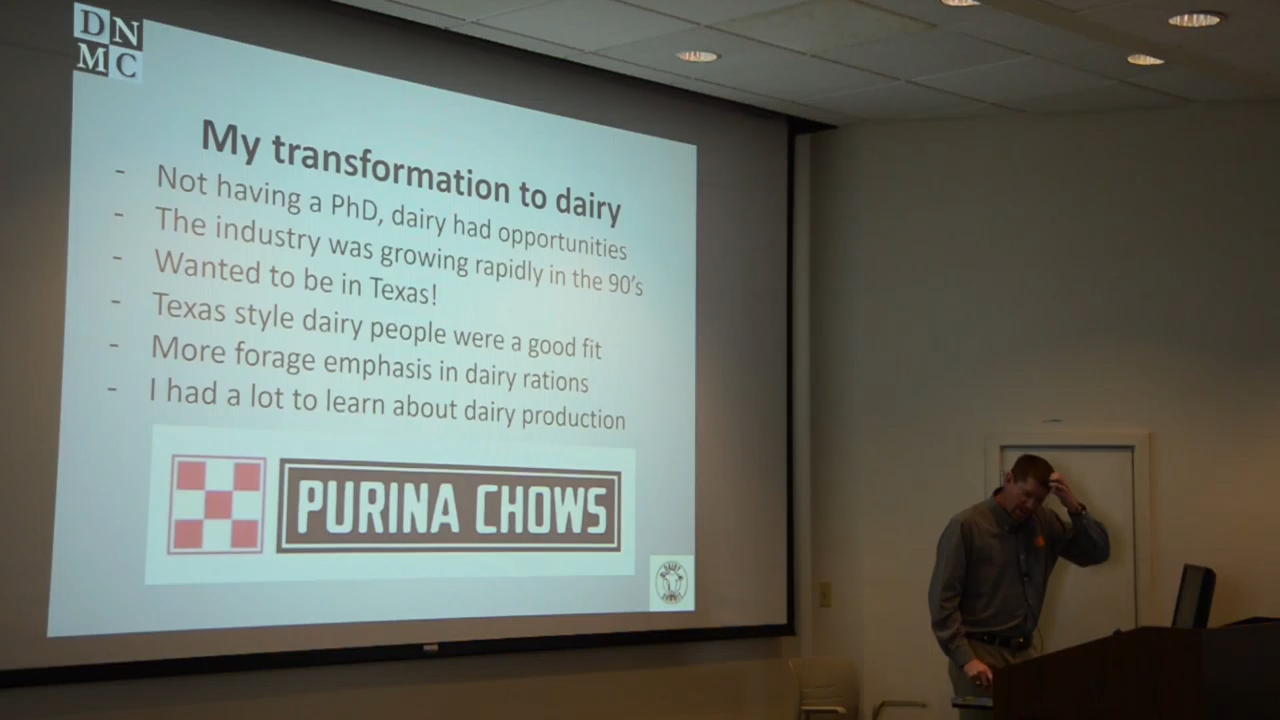 DN
MC
My transformation to dairy
- Not having a PhD, dairy had opportunities
- The industry was growing rapidly in the 90's
- Wanted to be in Texas!
- Texas style dairy people were a good fit
- More forage emphasis in dairy rations
- I had a lot to learn about dairy production
PURINA CHOWS